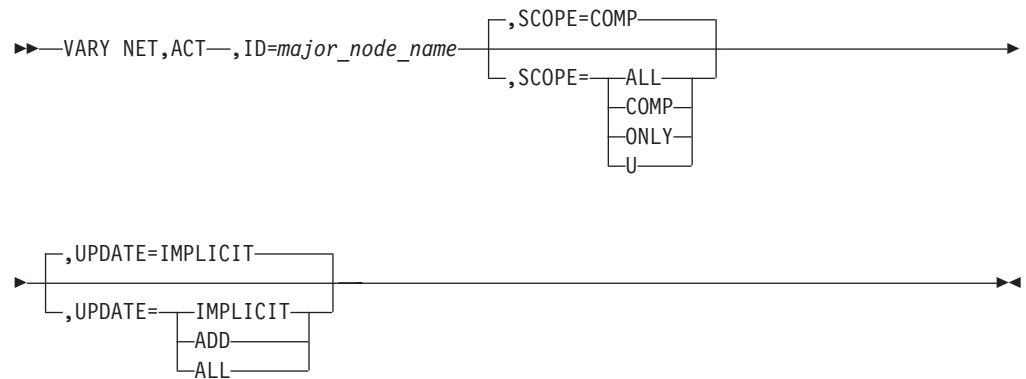 ,SCOPE=COMP
VARY NET,ACT ,ID=major_node_name
,SCOPE= ALL
COMP
ONLY
U
,UPDATE=IMPLICIT
,UPDATE= IMPLICIT
ADD
ALL